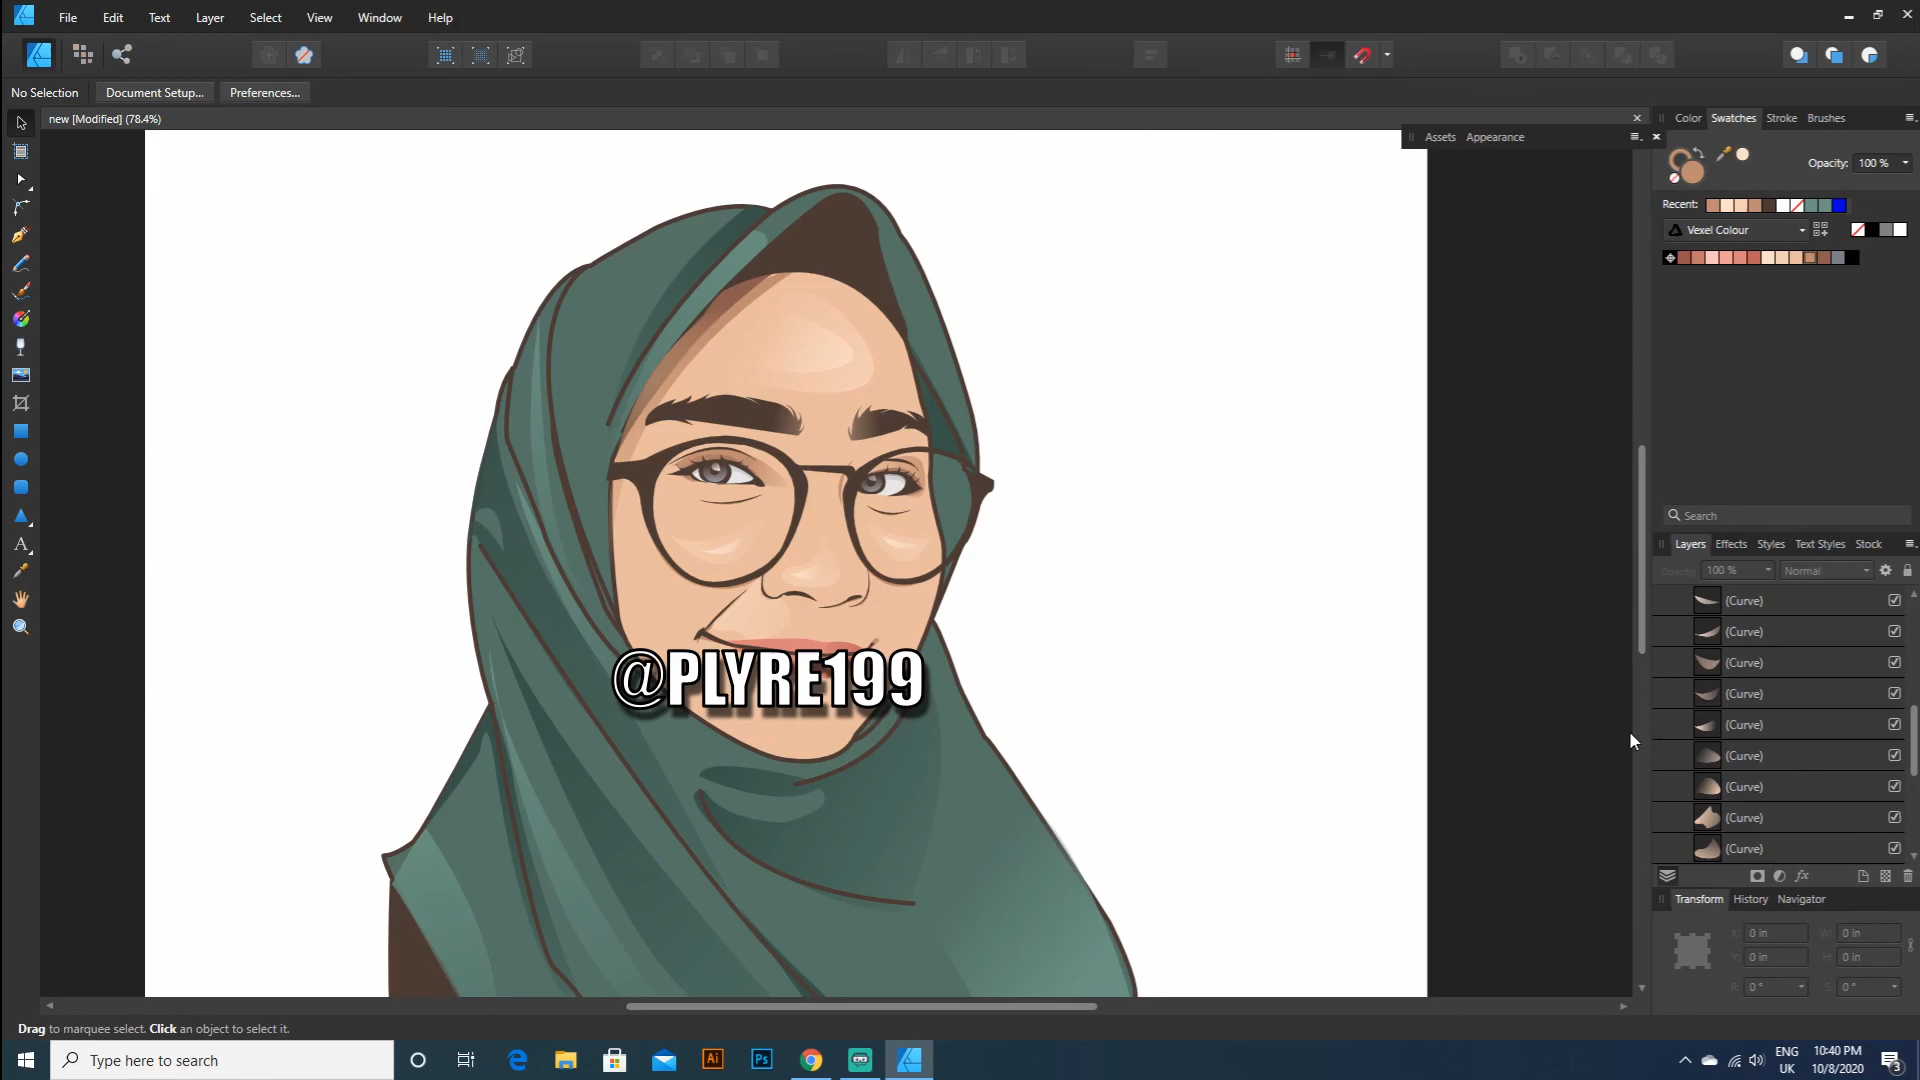 File Edit Text Layer Select View Window Help
No Selection Document Setup... Preferences...
new [Modified] (78.4%)
Assets Appearance
Color Swatches Stroke Brushes
Opacity: 100 %
Recent:
Vexel Colour
@PLYRE199
Search
Layers Effects Styles Text Styles Stock
Opacity: 100 % Normal
(Curve)
(Curve)
(Curve)
(Curve)
(Curve)
(Curve)
(Curve)
(Curve)
(Curve)
Transform History Navigator
X: 0 in W: 0 in
Y: 0 in H: 0 in
R: 0 ° S: 0 °
Drag to marquee select. Click an object to select it.
Type here to search
Ai Ps
ENG 10:40 PM
UK 10/8/2020
3